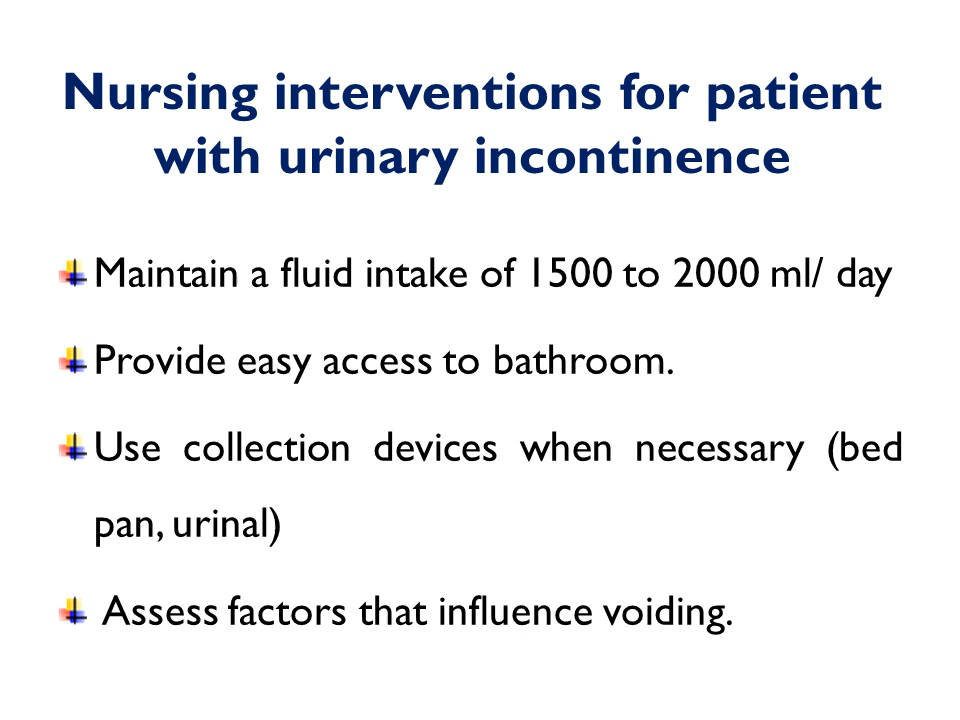 Nursing interventions for patient
with urinary incontinence
Maintain a fluid intake of 1500 to 2000 ml/ day
Provide easy access to bathroom.
Use collection devices when necessary (bed
pan, urinal)
Assess factors that influence voiding.